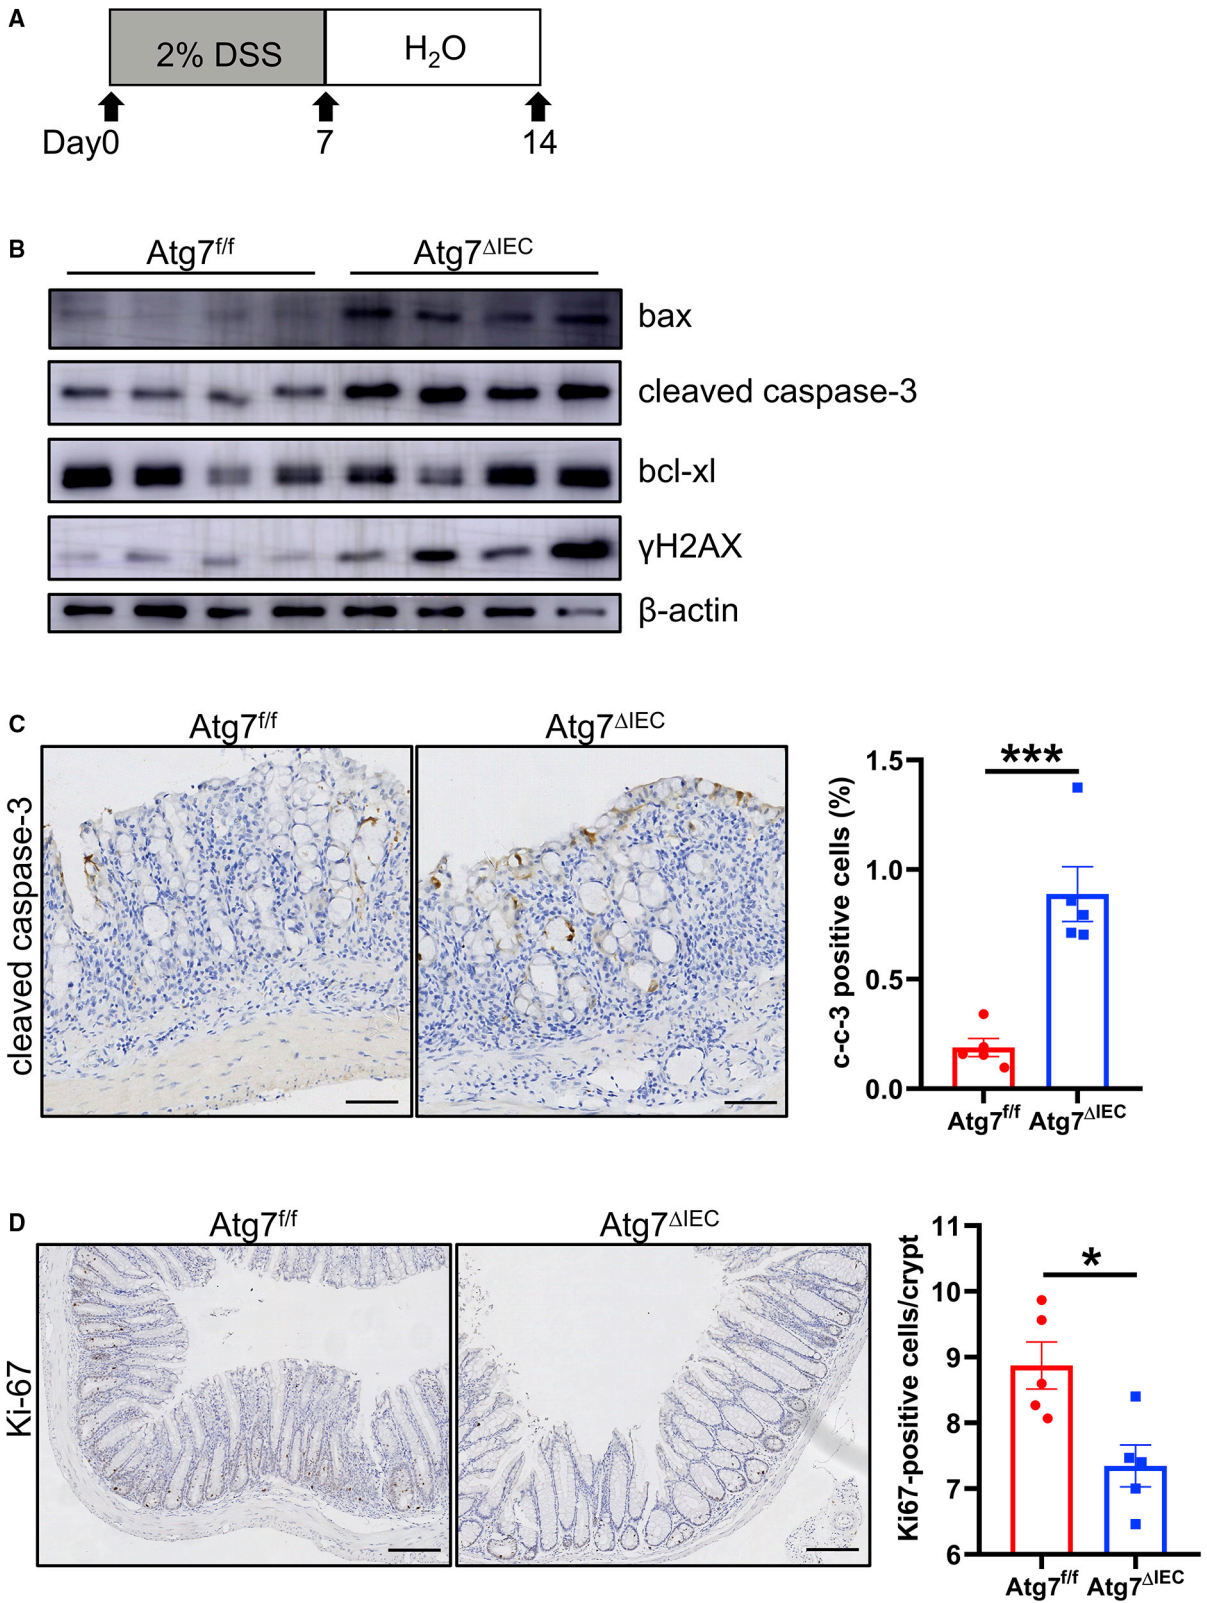 A
2% DSS
H₂O
Day0
7
14
B
Atg7f/f
Atg7ΔIEC
bax
cleaved caspase-3
bcl-xl
γH2AX
β-actin
C
Atg7f/f
Atg7ΔIEC
cleaved caspase-3
c-c-3 positive cells (%)
***
1.5
1.0
0.5
0.0
Atg7f/f
Atg7ΔIEC
D
Atg7f/f
Atg7ΔIEC
Ki-67
Ki67-positive cells/crypt
*
11
10
9
8
7
6
Atg7f/f
Atg7ΔIEC